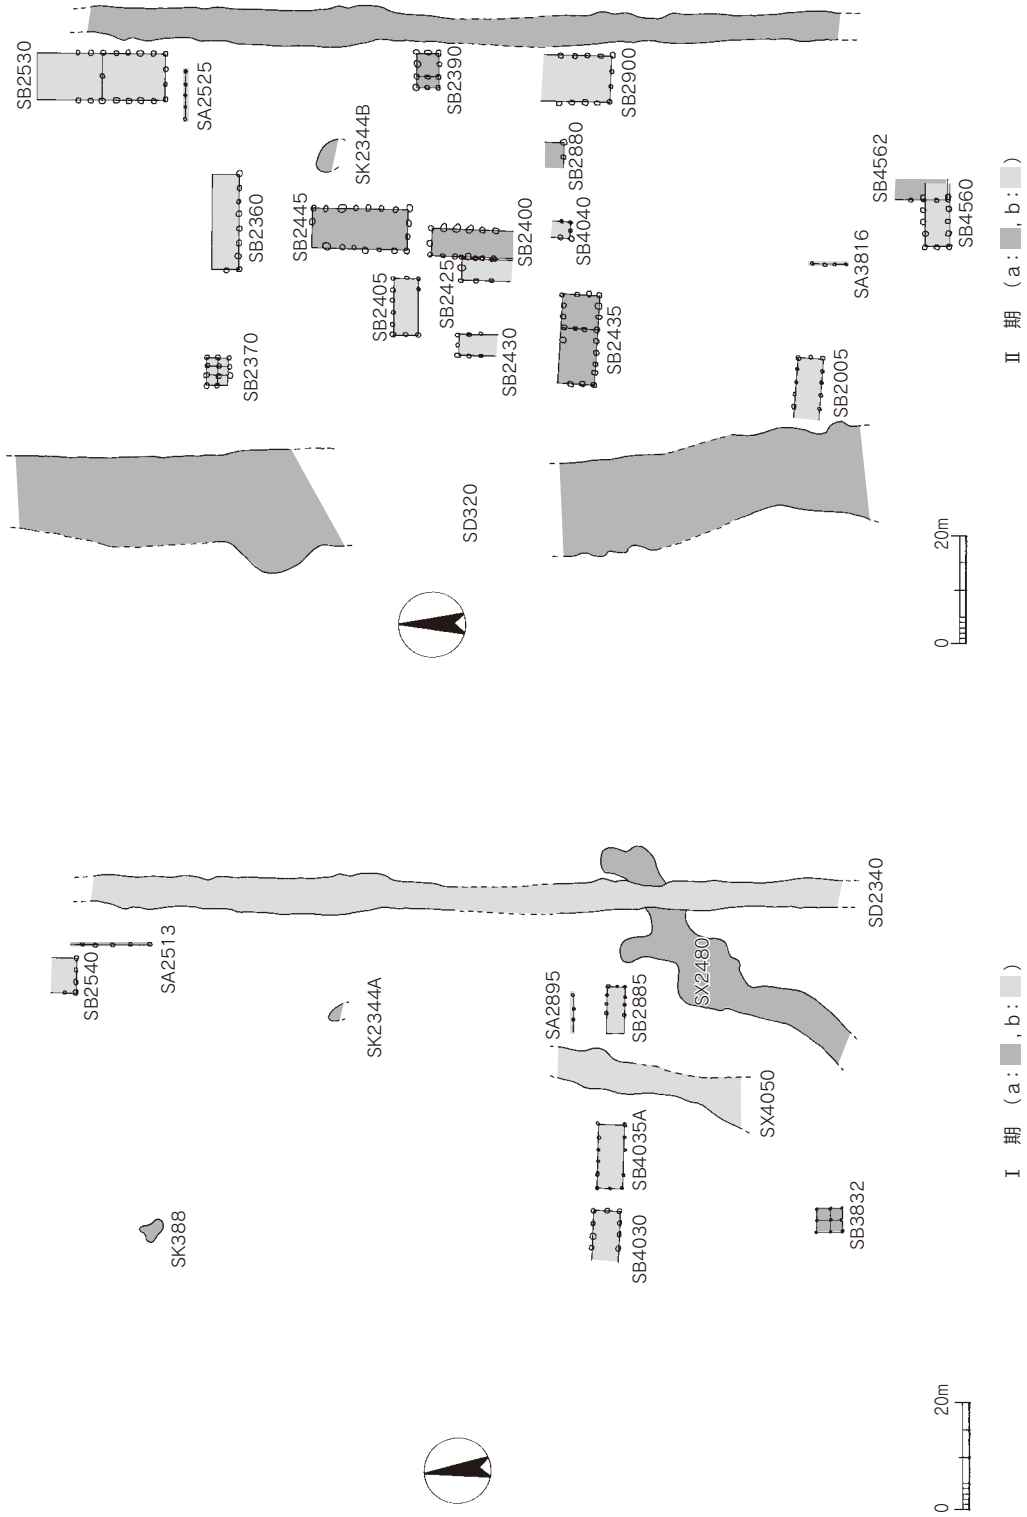 SB2530
SA2525
SB2390
SB2900
SK2344B
SB2880
SB4562
SB2360
SB2445
SB2400
SB4040
SB4560
SA3816
SB2405
SB2425
SB2370
SB2430
SB2435
SB2005
SD320
20m
0
Ⅱ 期 (a: , b: )
SD2340
SB2540
SA2513
SX2480
SK2344A
SA2895
SB2885
SX4050
SB4035A
SK388
SB4030
SB3832
20m
0
Ⅰ 期 (a: , b: )